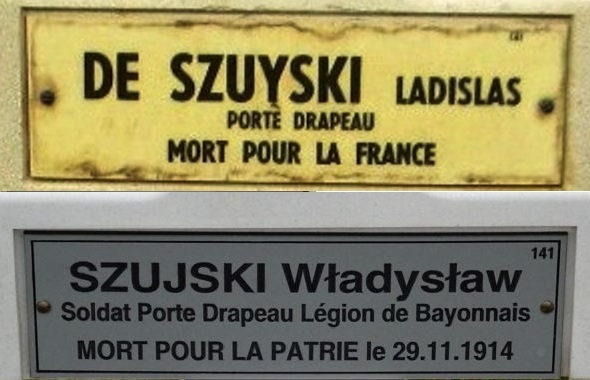 141
DE SZUYSKI LADISLAS
PORTE DRAPEAU
MORT POUR LA FRANCE
141
SZUJSKI Władysław
Soldat Porte Drapeau Légion de Bayonnais
MORT POUR LA PATRIE le 29.11.1914